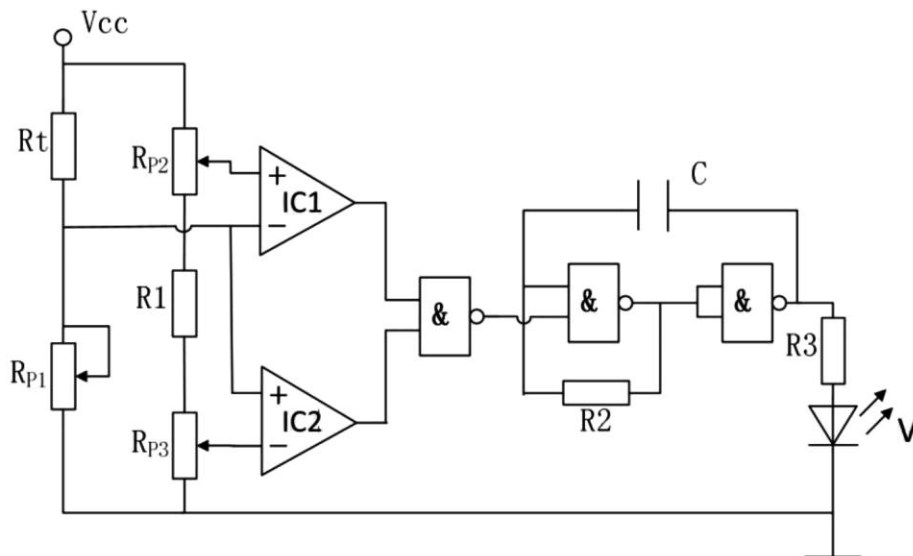 Vcc
Rt
RP2
+
IC1
−
C
R1
&
&
&
R3
RP1
+
IC2
−
R2
RP3
V